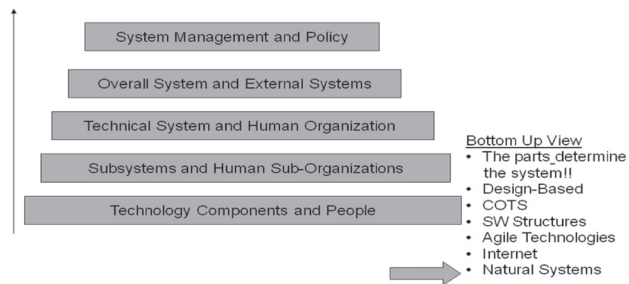 System Management and Policy
Overall System and External Systems
Technical System and Human Organization
Subsystems and Human Sub-Organizations
Technology Components and People
Bottom Up View
• The parts determine
the system!!
• Design-Based
• COTS
• SW Structures
• Agile Technologies
• Internet
• Natural Systems